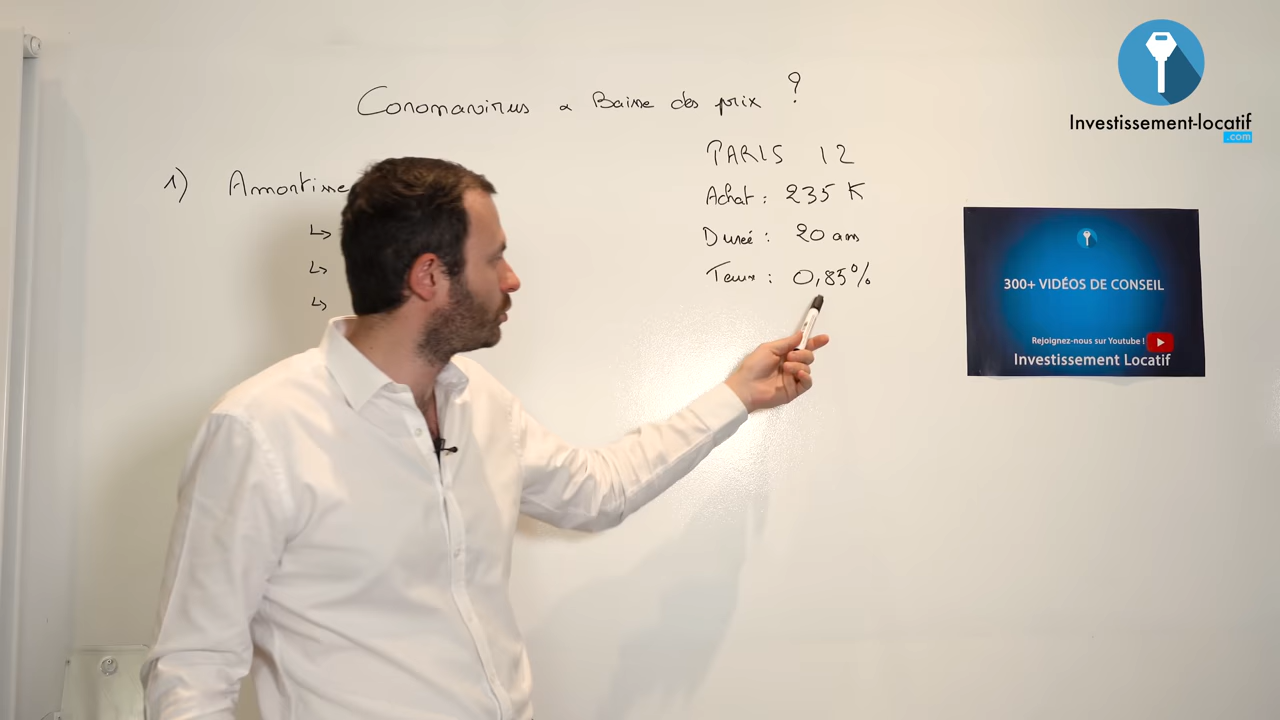 Coronavirus & Baisse des prix ?
1) Amortisse
↳
↳
↳
PARIS 12
Achat : 235 K
Durée : 20 ans
Taux : 0,85%
Investissement-locatif
.com
300+ VIDÉOS DE CONSEIL
Rejoignez-nous sur Youtube !
Investissement Locatif